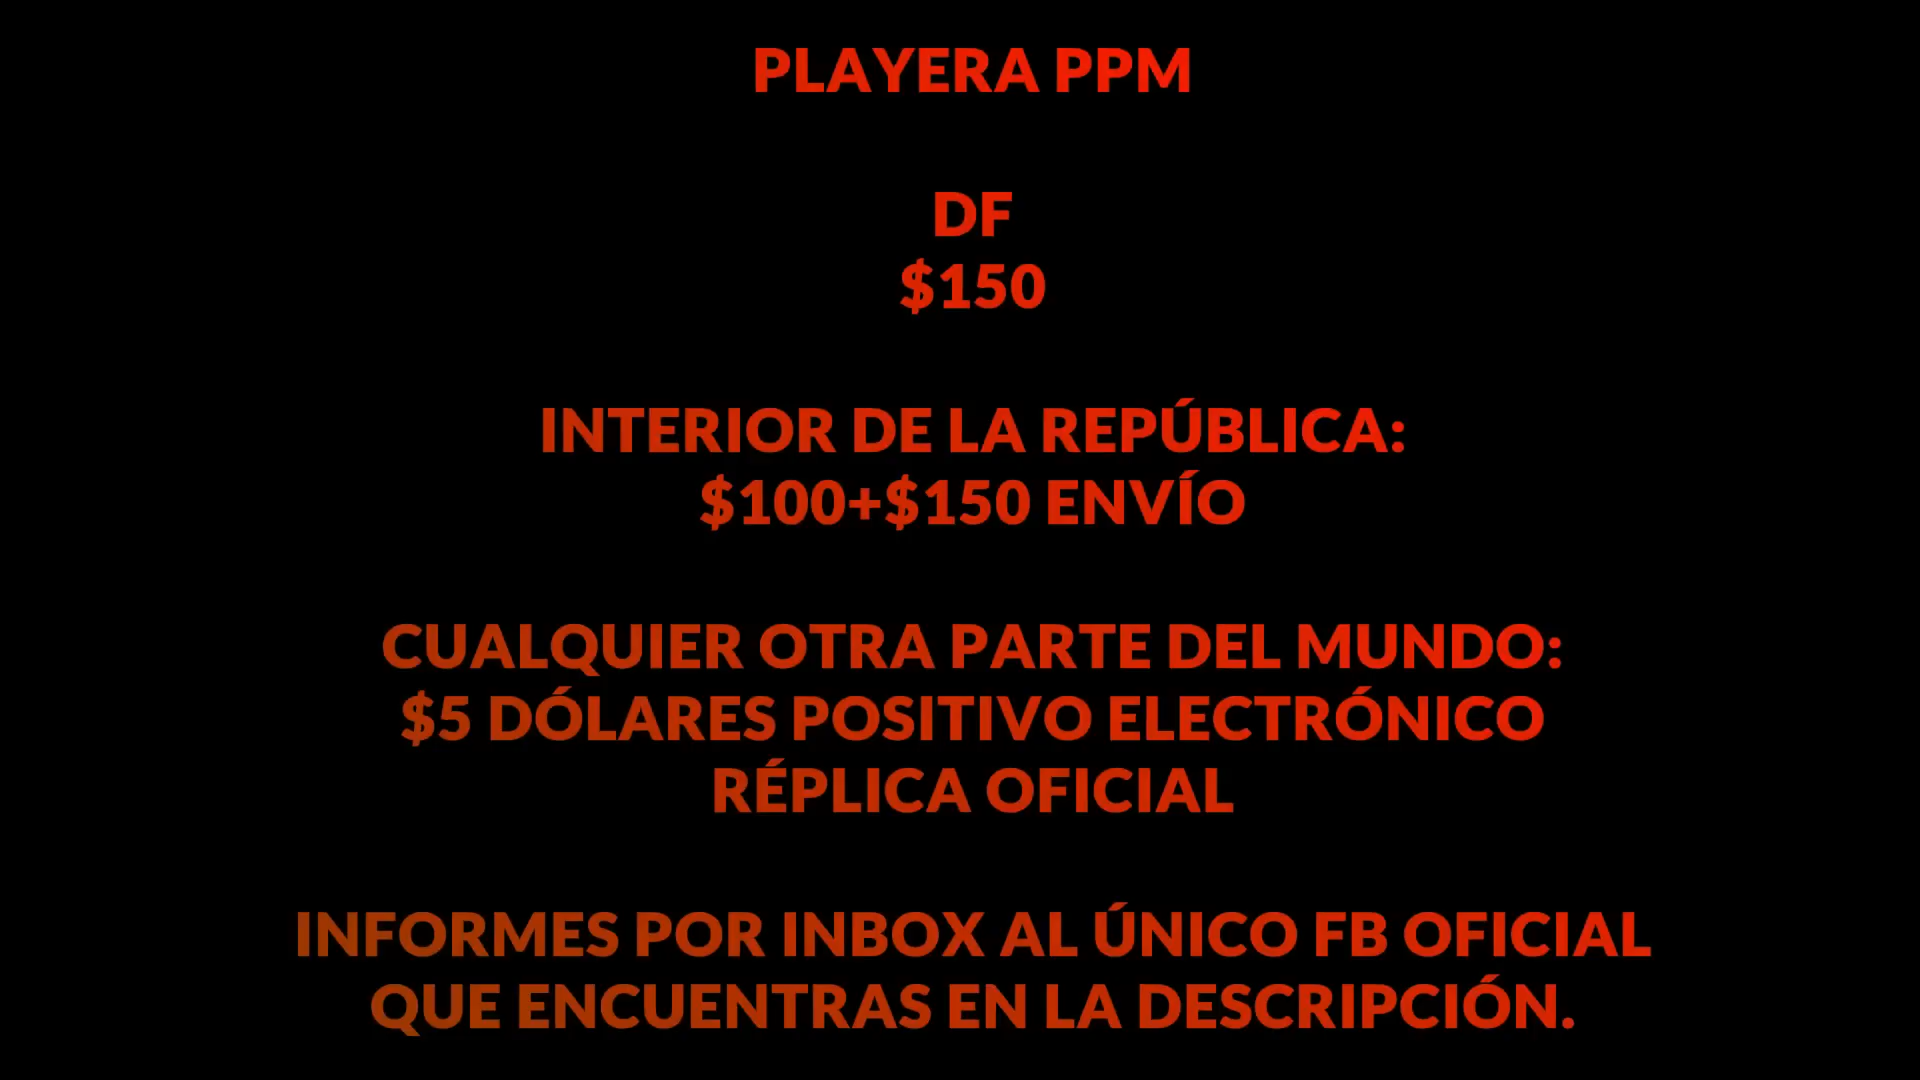 PLAYERA PPM
DF
$150
INTERIOR DE LA REPÚBLICA:
$100+$150 ENVÍO
CUALQUIER OTRA PARTE DEL MUNDO:
$5 DÓLARES POSITIVO ELECTRÓNICO
RÉPLICA OFICIAL
INFORMES POR INBOX AL ÚNICO FB OFICIAL
QUE ENCUENTRAS EN LA DESCRIPCIÓN.